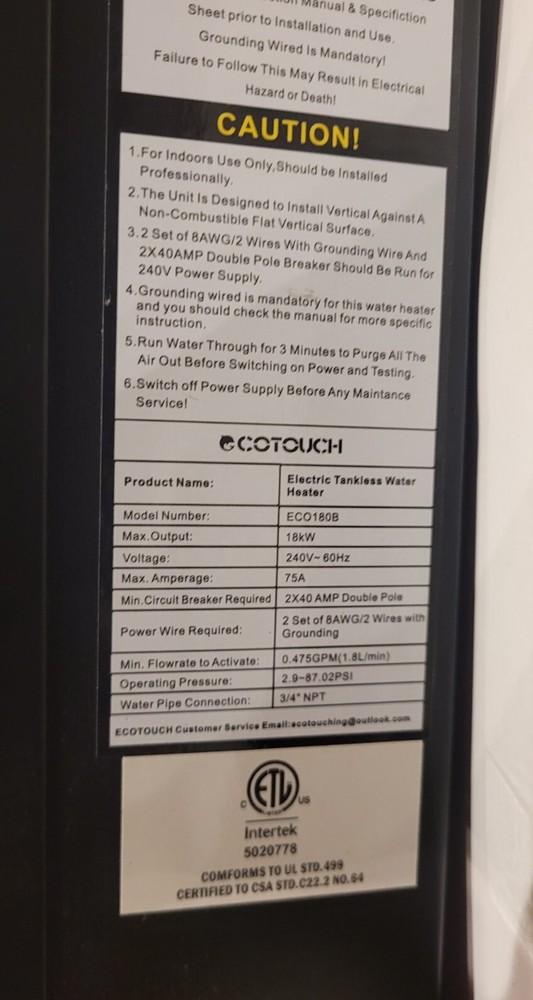 Manual & Specifiction
Sheet prior to Installation and Use.
Grounding Wired Is Mandatory!
Failure to Follow This May Result in Electrical
Hazard or Death!
CAUTION!
1.For Indoors Use Only,Should be Installed
Professionally.
2.The Unit Is Designed to Install Vertical Against A
Non-Combustible Flat Vertical Surface.
3.2 Set of 8AWG/2 Wires With Grounding Wire And
2X40AMP Double Pole Breaker Should Be Run for
240V Power Supply.
4.Grounding wired is mandatory for this water heater
and you should check the manual for more specific
instruction.
5.Run Water Through for 3 Minutes to Purge All The
Air Out Before Switching on Power and Testing.
6.Switch off Power Supply Before Any Maintance
Service!
ECOTOUCH
Product Name: Electric Tankless Water
Heater
Model Number: ECO180B
Max.Output: 18kW
Voltage: 240V~60Hz
Max. Amperage: 75A
Min.Circuit Breaker Required 2X40 AMP Double Pole
Power Wire Required: 2 Set of 8AWG/2 Wires with
Grounding
Min. Flowrate to Activate: 0.475GPM(1.8L/min)
Operating Pressure: 2.9~87.02PSI
Water Pipe Connection: 3/4" NPT
ECOTOUCH Customer Service Email:ecotouching@outlook.com
ETL
C US
Intertek
5020778
COMFORMS TO UL STD.499
CERTIFIED TO CSA STD.C22.2 NO.64